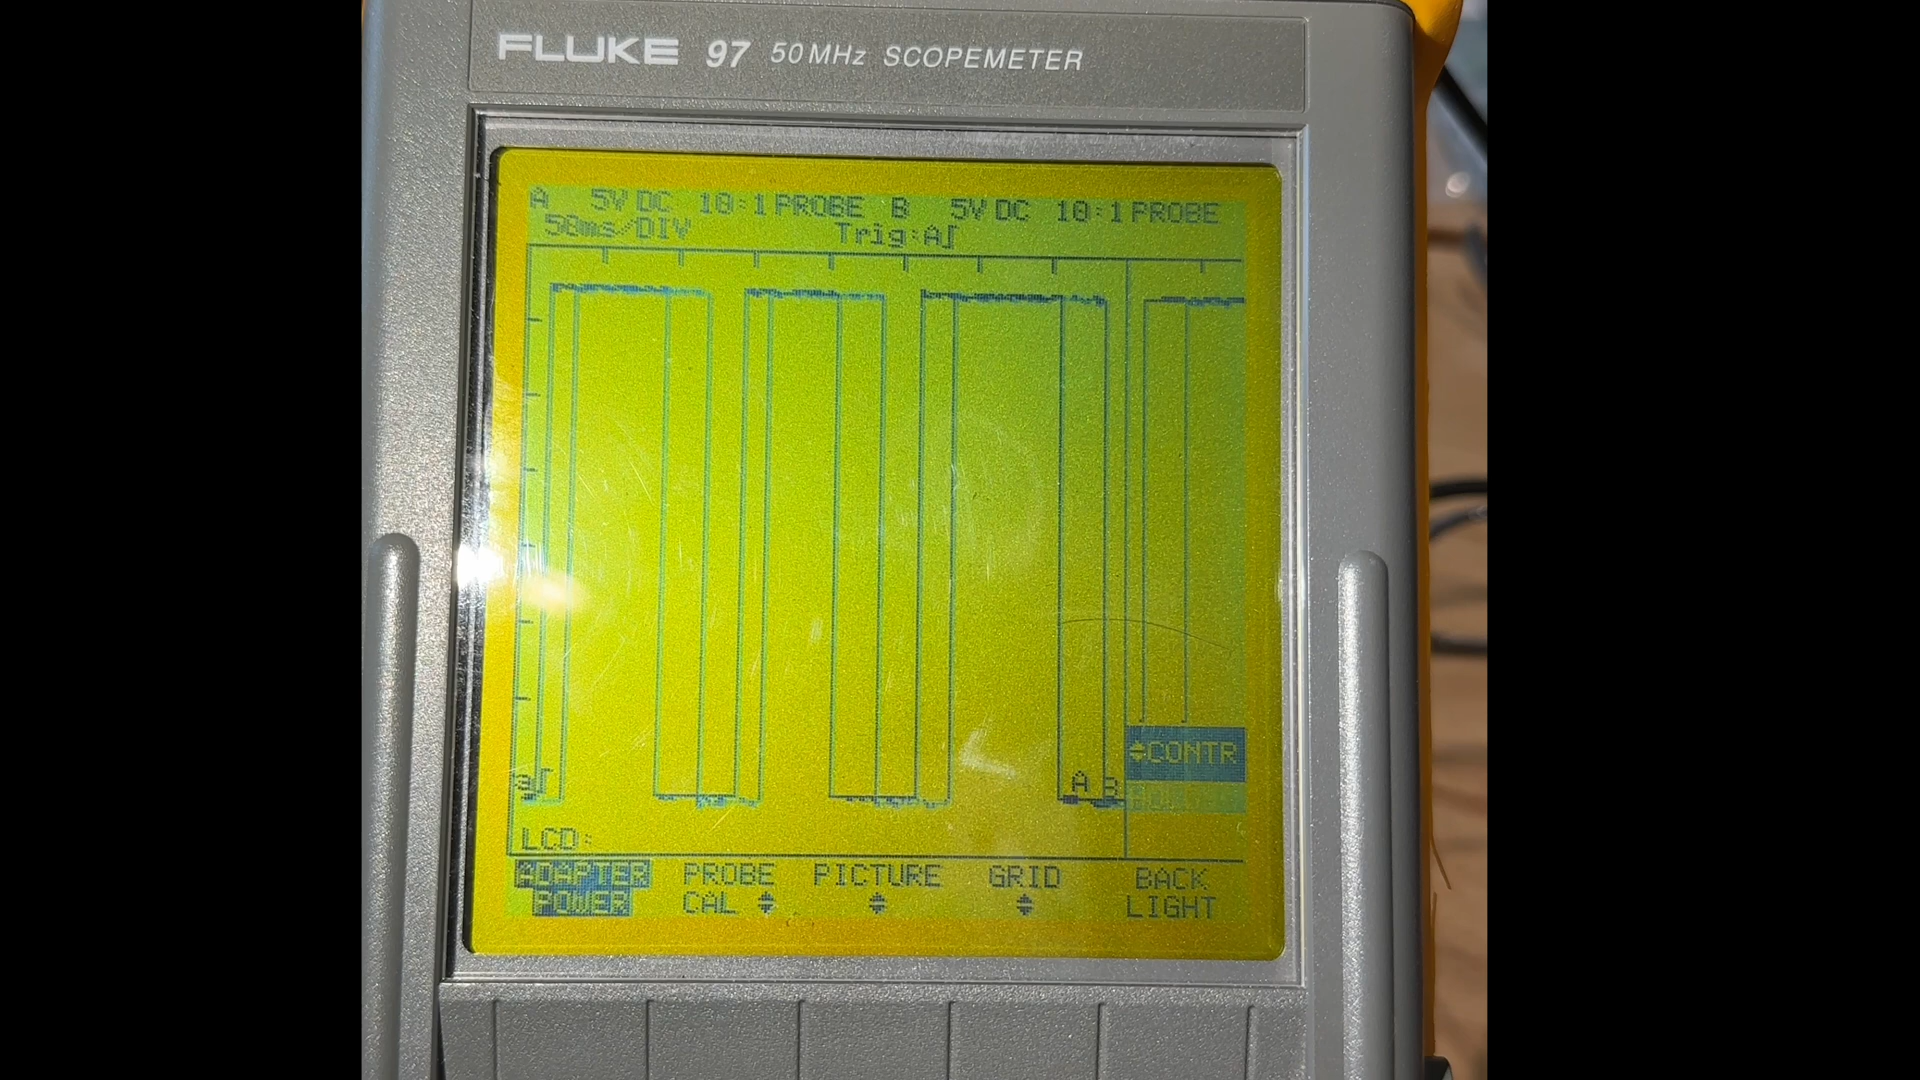 FLUKE 97 50MHz SCOPEMETER
A 5V DC 10:1 PROBE B 5V DC 10:1 PROBE
50ms/DIV Trig:A∫
A B
CONTR
LCD:
ADAPTER PROBE PICTURE GRID BACK
POWER CAL LIGHT